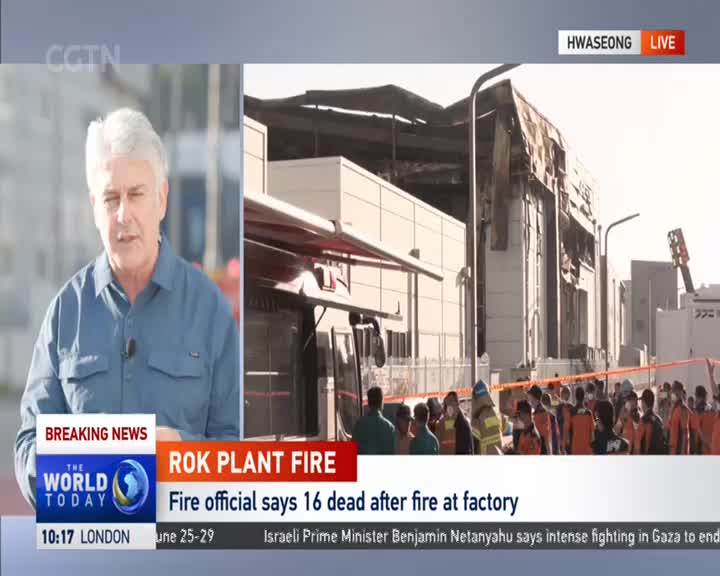 CGTN
HWASEONG LIVE
BREAKING NEWS
THE
WORLD
TODAY
ROK PLANT FIRE
Fire official says 16 dead after fire at factory
10:17 LONDON
une 25-29 Israeli Prime Minister Benjamin Netanyahu says intense fighting in Gaza to end